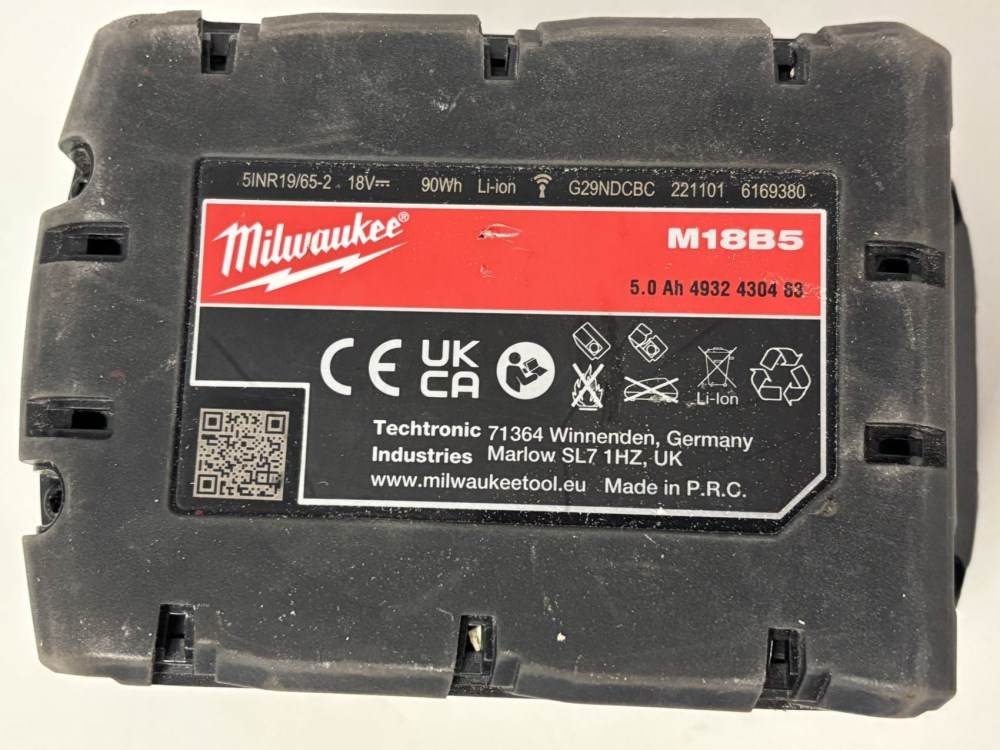 5INR19/65-2 18V⎓ 90Wh Li-ion G29NDCBC 221101 6169380
Milwaukee® M18B5
5.0 Ah 4932 4304 83
CE UK CA
Li-Ion
Techtronic 71364 Winnenden, Germany
Industries Marlow SL7 1HZ, UK
www.milwaukeetool.eu Made in P.R.C.